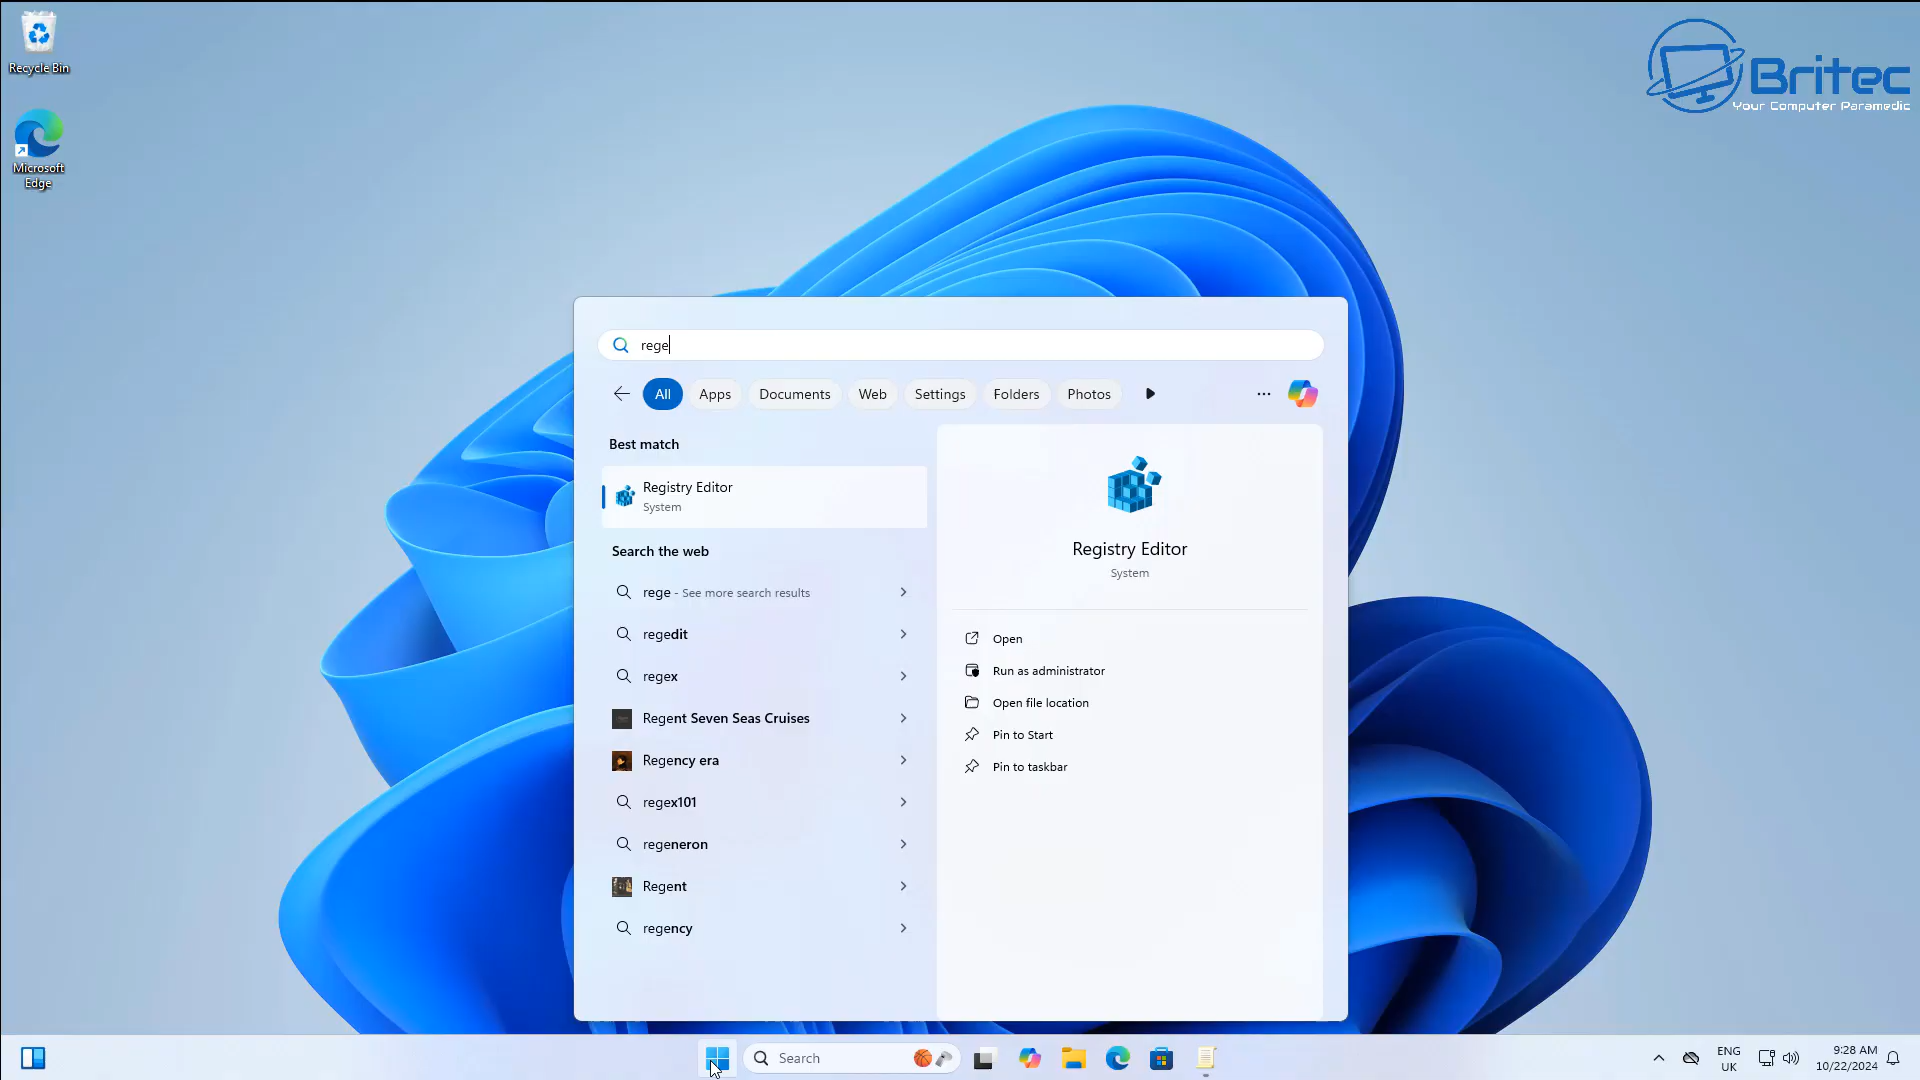 Recycle Bin
Microsoft
Edge
Britec
Your Computer Paramedic
rege
All
Apps
Documents
Web
Settings
Folders
Photos
Best match
Registry Editor
System
Search the web
rege - See more search results
regedit
regex
Regent Seven Seas Cruises
Regency era
regex101
regeneron
Regent
regency
Registry Editor
System
Open
Run as administrator
Open file location
Pin to Start
Pin to taskbar
Search
ENG
UK
9:28 AM
10/22/2024